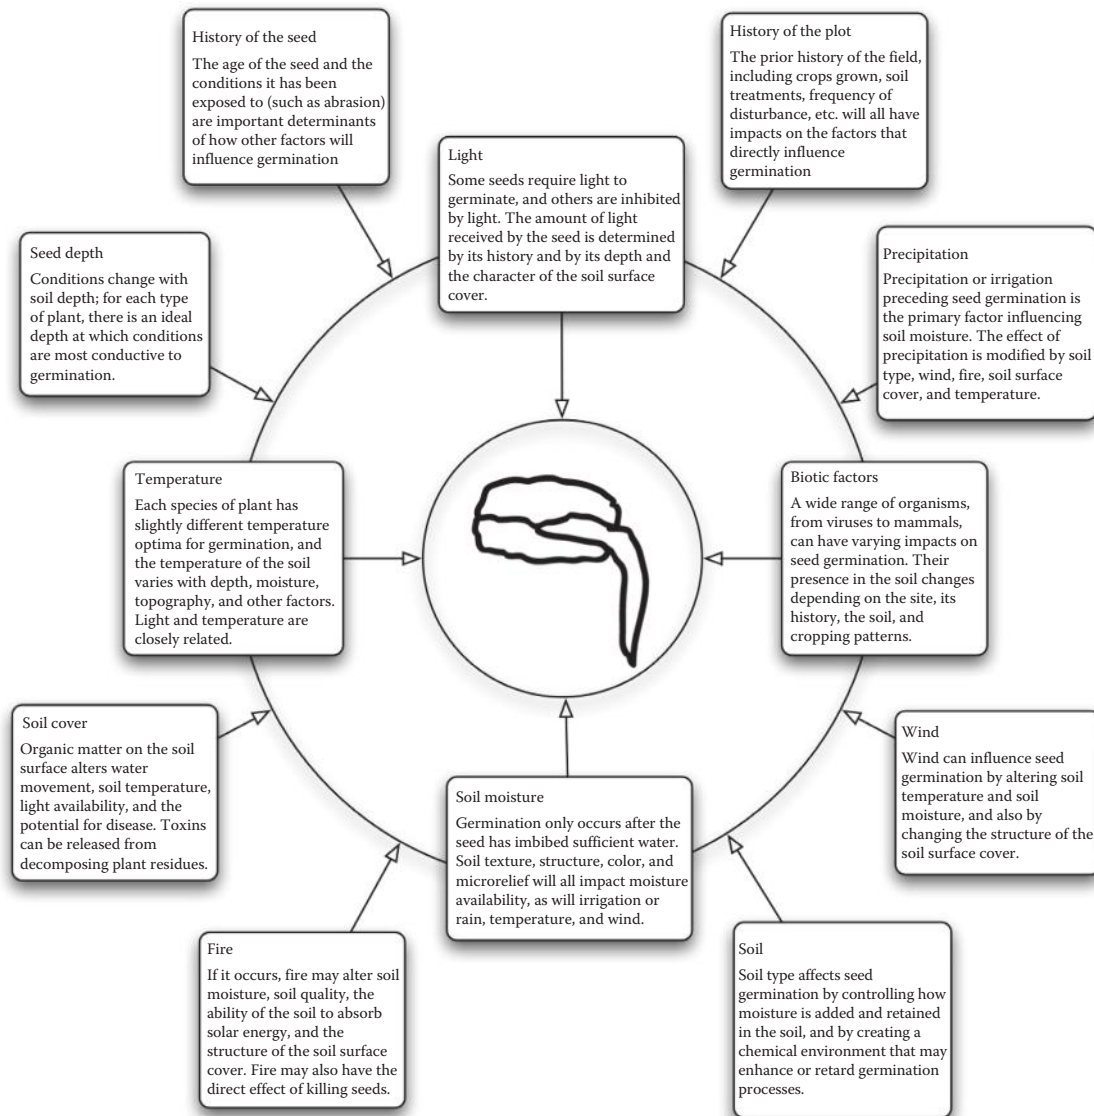 History of the seed
The age of the seed and the
conditions it has been
exposed to (such as abrasion)
are important determinants
of how other factors will
influence germination
History of the plot
The prior history of the field,
including crops grown, soil
treatments, frequency of
disturbance, etc. will all have
impacts on the factors that
directly influence
germination
Light
Some seeds require light to
germinate, and others are inhibited
by light. The amount of light
received by the seed is determined
by its history and by its depth and
the character of the soil surface
cover.
Seed depth
Conditions change with
soil depth; for each type
of plant, there is an ideal
depth at which conditions
are most conductive to
germination.
Precipitation
Precipitation or irrigation
preceding seed germination is
the primary factor influencing
soil moisture. The effect of
precipitation is modified by soil
type, wind, fire, soil surface
cover, and temperature.
Temperature
Each species of plant has
slightly different temperature
optima for germination, and
the temperature of the soil
varies with depth, moisture,
topography, and other factors.
Light and temperature are
closely related.
Biotic factors
A wide range of organisms,
from viruses to mammals,
can have varying impacts on
seed germination. Their
presence in the soil changes
depending on the site, its
history, the soil, and
cropping patterns.
Soil cover
Organic matter on the soil
surface alters water
movement, soil temperature,
light availability, and the
potential for disease. Toxins
can be released from
decomposing plant residues.
Soil moisture
Germination only occurs after the
seed has imbibed sufficient water.
Soil texture, structure, color, and
microrelief will all impact moisture
availability, as will irrigation or
rain, temperature, and wind.
Wind
Wind can influence seed
germination by altering soil
temperature and soil
moisture, and also by
changing the structure of the
soil surface cover.
Fire
If it occurs, fire may alter soil
moisture, soil quality, the
ability of the soil to absorb
solar energy, and the
structure of the soil surface
cover. Fire may also have the
direct effect of killing seeds.
Soil
Soil type affects seed
germination by controlling how
moisture is added and retained
in the soil, and by creating a
chemical environment that may
enhance or retard germination
processes.